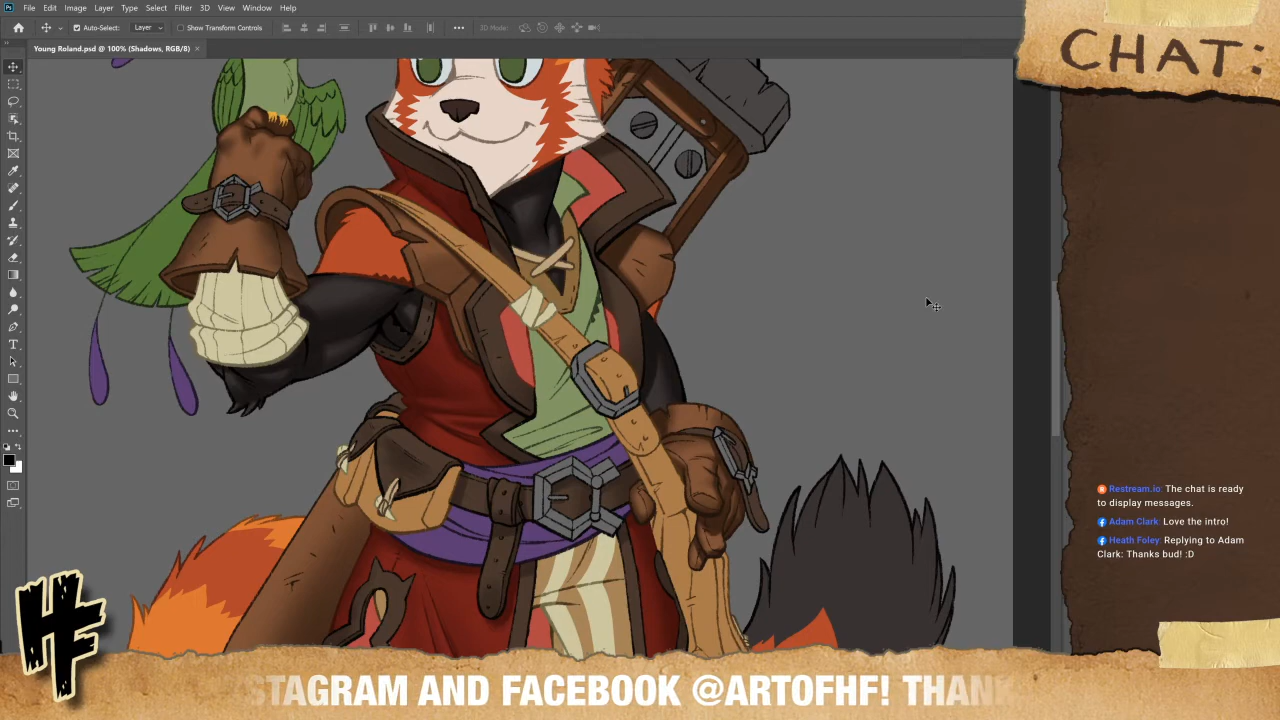 File Edit Image Layer Type Select Filter 3D View Window Help
Auto-Select: Layer Show Transform Controls 3D Mode:
Young Roland.psd @ 100% (Shadows, RGB/8)
CHAT:
Restream.io: The chat is ready
to display messages.
Adam Clark: Love the intro!
Heath Foley: Replying to Adam
Clark: Thanks bud! :D
HF
STAGRAM AND FACEBOOK @ARTOFHF! THANK